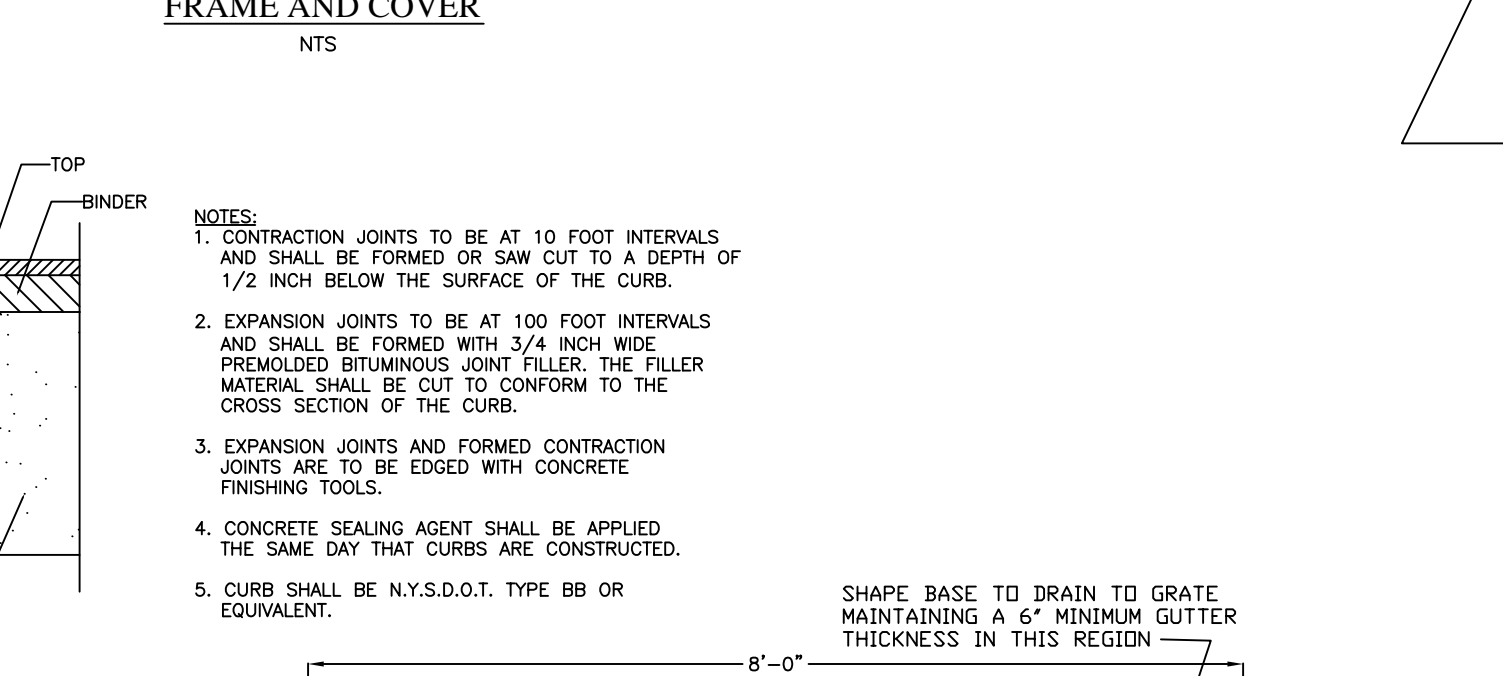 FRAME AND COVER
NTS
TOP
BINDER
NOTES:
1. CONTRACTION JOINTS TO BE AT 10 FOOT INTERVALS
AND SHALL BE FORMED OR SAW CUT TO A DEPTH OF
1/2 INCH BELOW THE SURFACE OF THE CURB.
2. EXPANSION JOINTS TO BE AT 100 FOOT INTERVALS
AND SHALL BE FORMED WITH 3/4 INCH WIDE
PREMOLDED BITUMINOUS JOINT FILLER. THE FILLER
MATERIAL SHALL BE CUT TO CONFORM TO THE
CROSS SECTION OF THE CURB.
3. EXPANSION JOINTS AND FORMED CONTRACTION
JOINTS ARE TO BE EDGED WITH CONCRETE
FINISHING TOOLS.
4. CONCRETE SEALING AGENT SHALL BE APPLIED
THE SAME DAY THAT CURBS ARE CONSTRUCTED.
5. CURB SHALL BE N.Y.S.D.O.T. TYPE BB OR
EQUIVALENT.
SHAPE BASE TO DRAIN TO GRATE
MAINTAINING A 6" MINIMUM GUTTER
THICKNESS IN THIS REGION
8'-0"